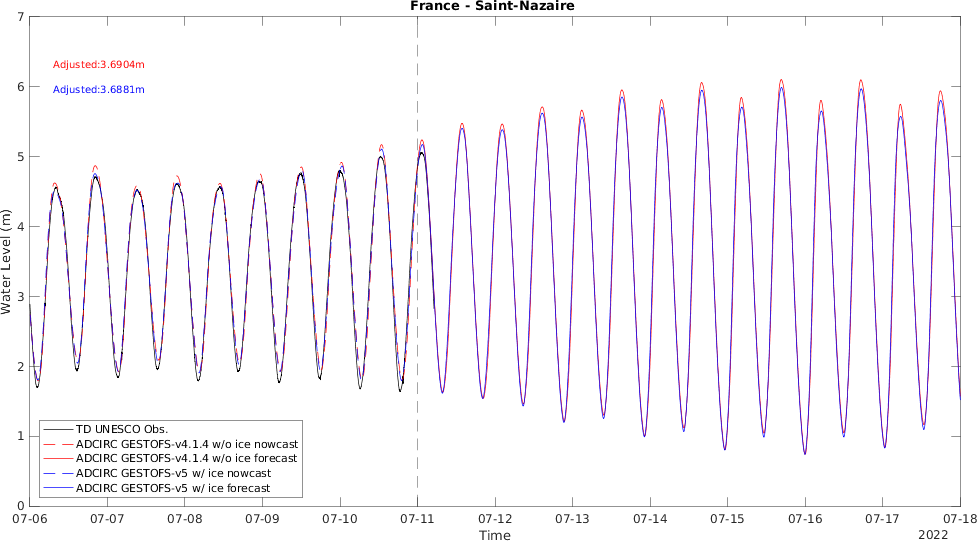 France - Saint-Nazaire
7
6
5
4
3
2
1
0
Water Level (m)
Adjusted:3.6904m
Adjusted:3.6881m
TD UNESCO Obs.
ADCIRC GESTOFS-v4.1.4 w/o ice nowcast
ADCIRC GESTOFS-v4.1.4 w/o ice forecast
ADCIRC GESTOFS-v5 w/ ice nowcast
ADCIRC GESTOFS-v5 w/ ice forecast
07-06 07-07 07-08 07-09 07-10 07-11 07-12 07-13 07-14 07-15 07-16 07-17 07-18
Time
2022